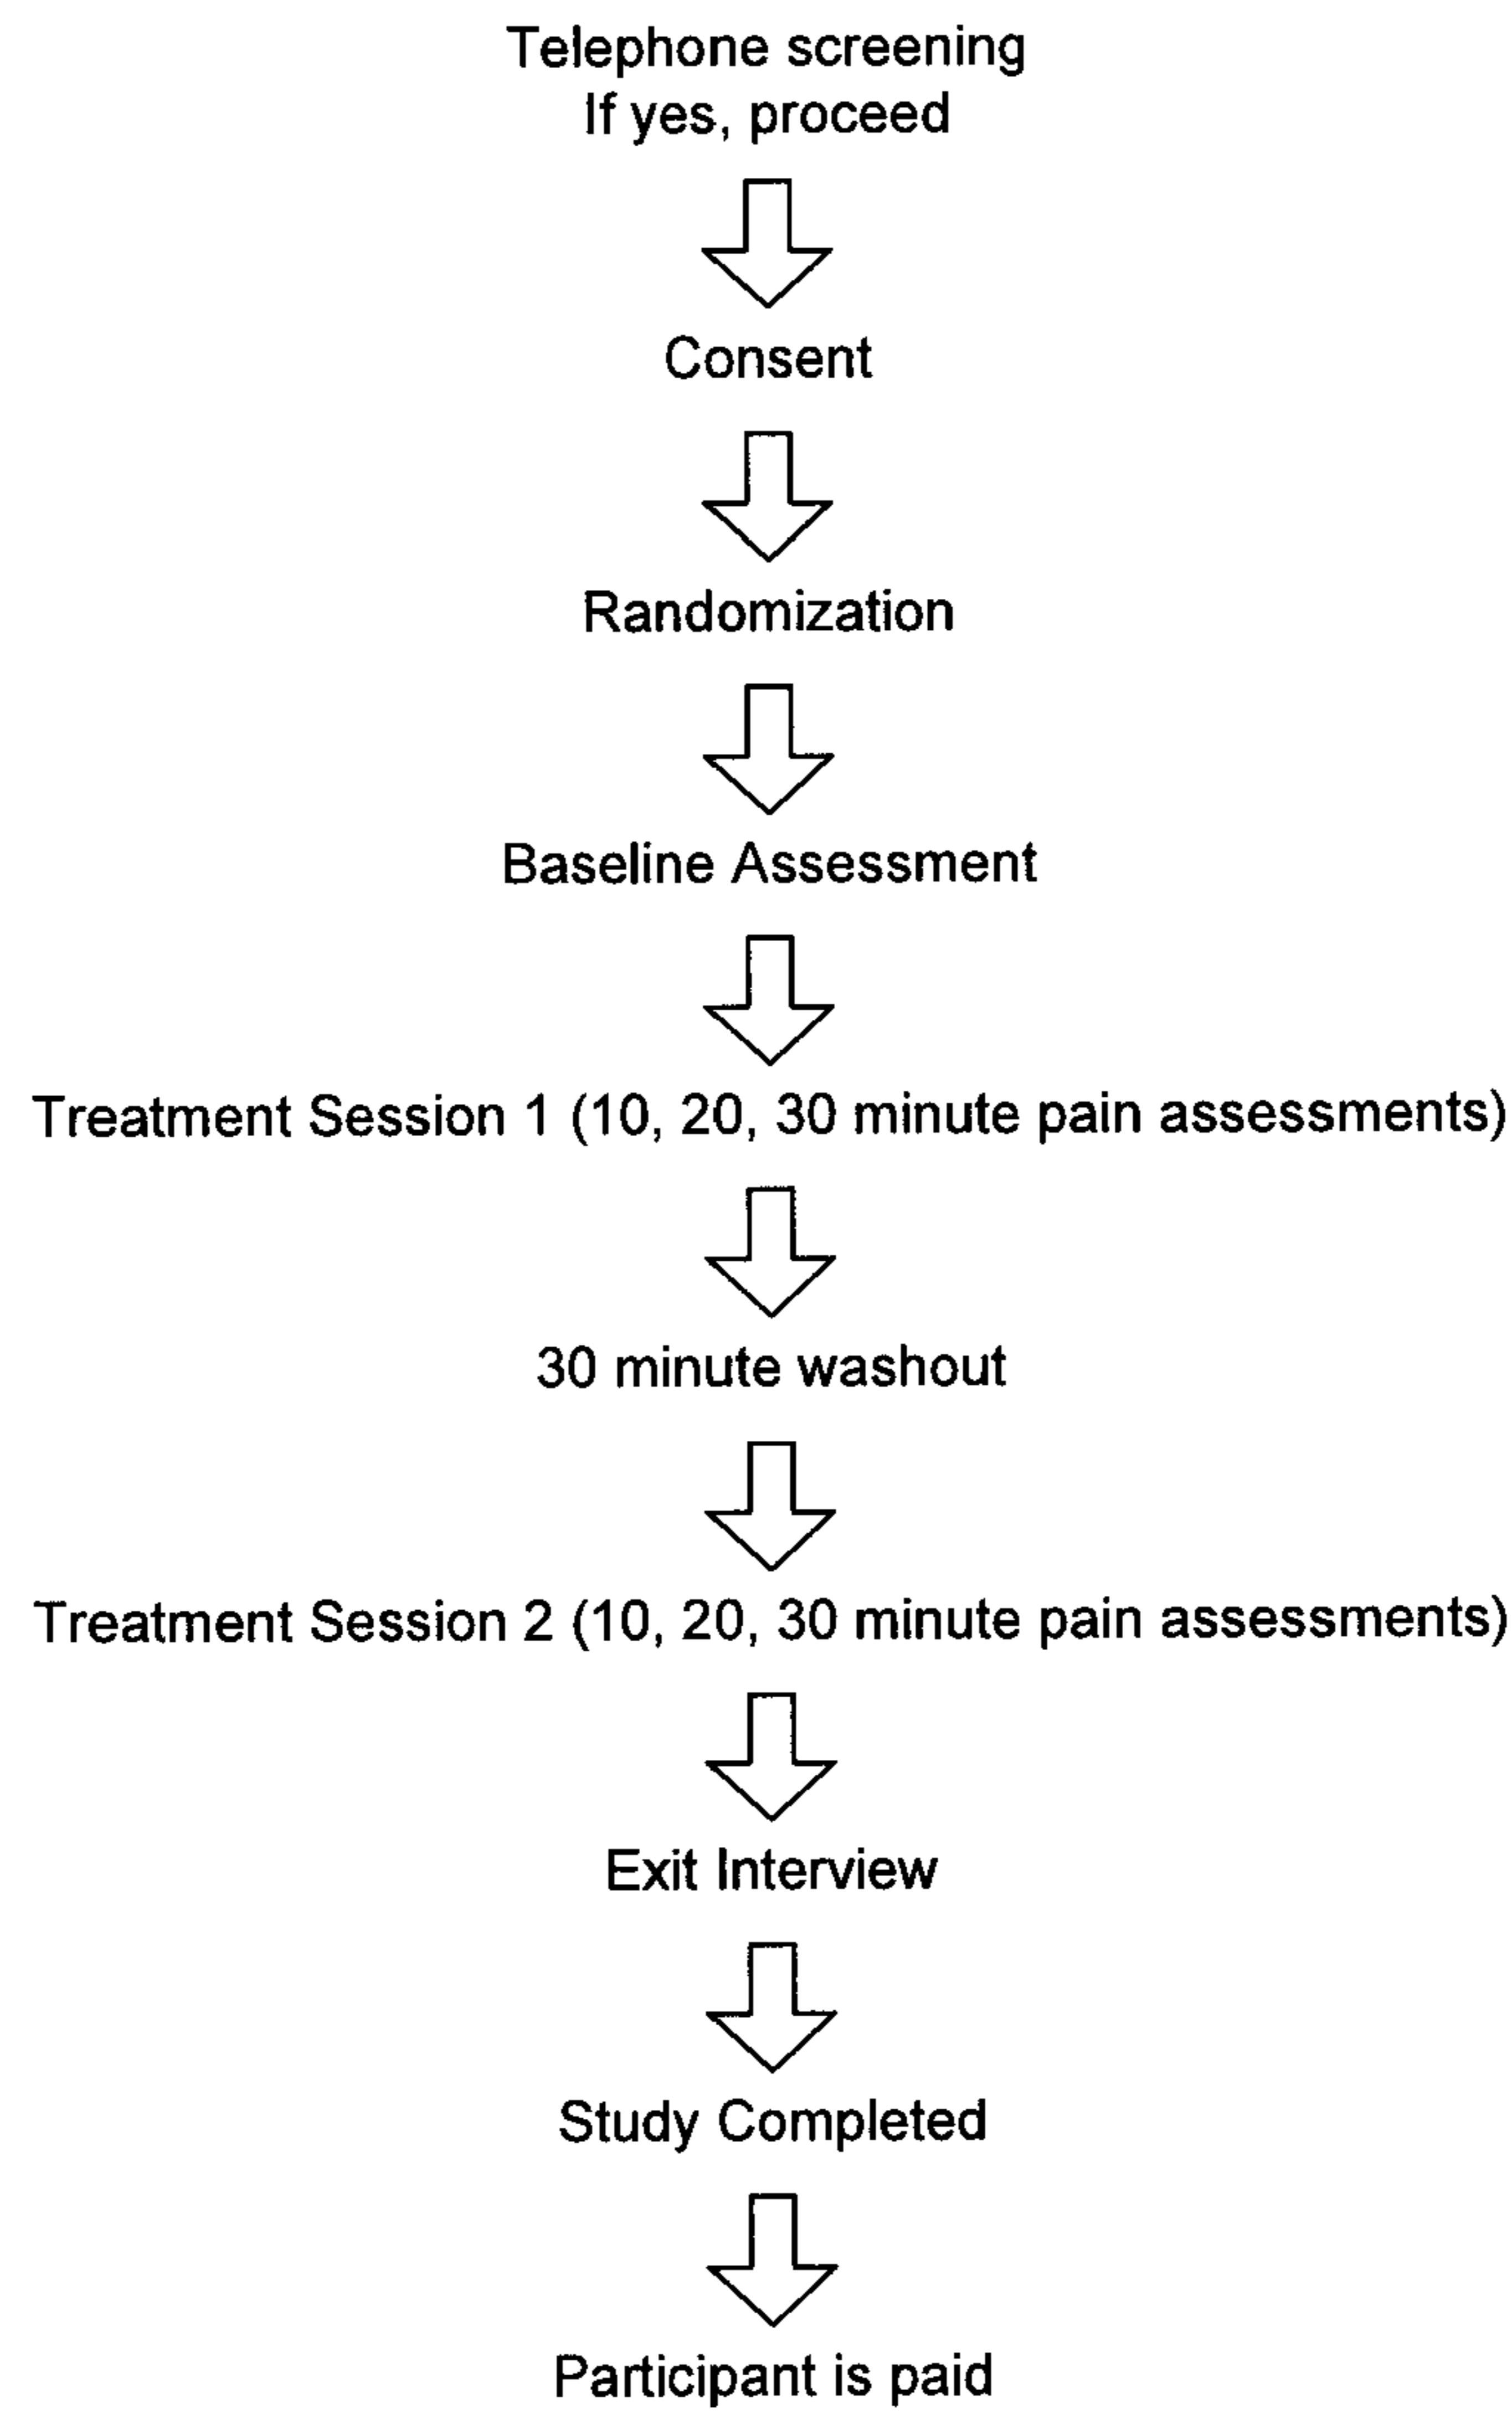 Telephone screening
If yes, proceed
Consent
Randomization
Baseline Assessment
Treatment Session 1 (10, 20, 30 minute pain assessments)
30 minute washout
Treatment Session 2 (10, 20, 30 minute pain assessments)
Exit Interview
Study Completed
Participant is paid